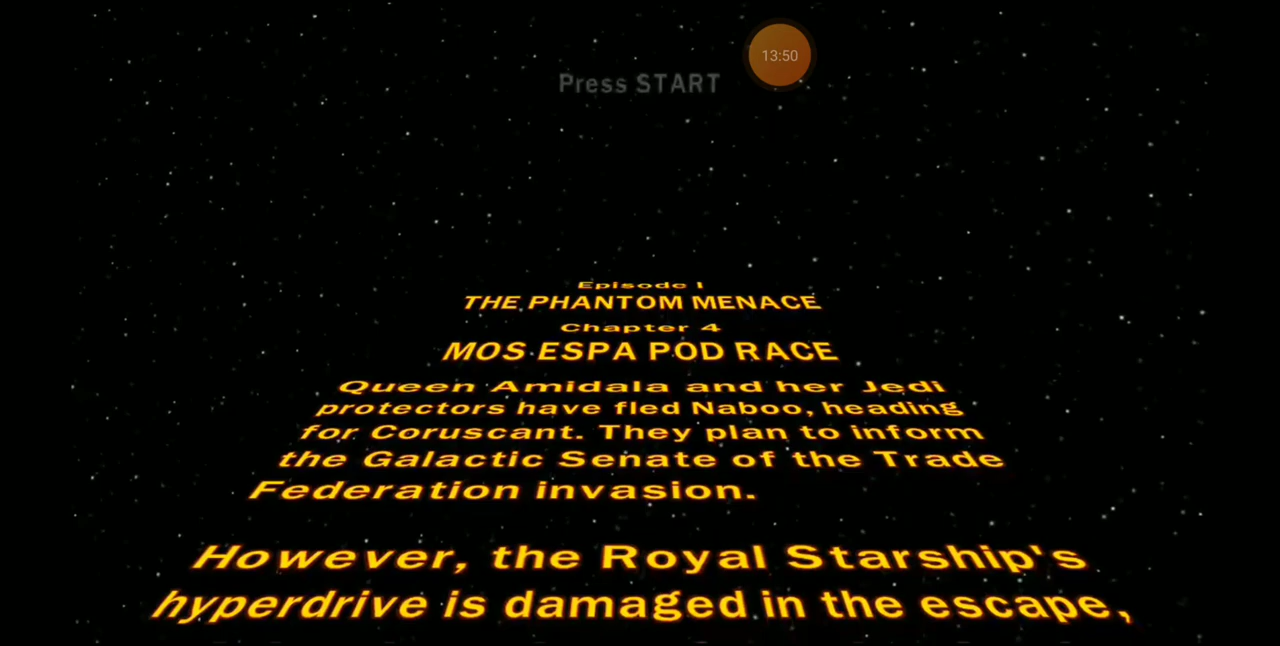 13:50
Press START
Episode I
THE PHANTOM MENACE
Chapter 4
MOS ESPA POD RACE
Queen Amidala and her Jedi
protectors have fled Naboo, heading
for Coruscant. They plan to inform
the Galactic Senate of the Trade
Federation invasion.
However, the Royal Starship's
hyperdrive is damaged in the escape,